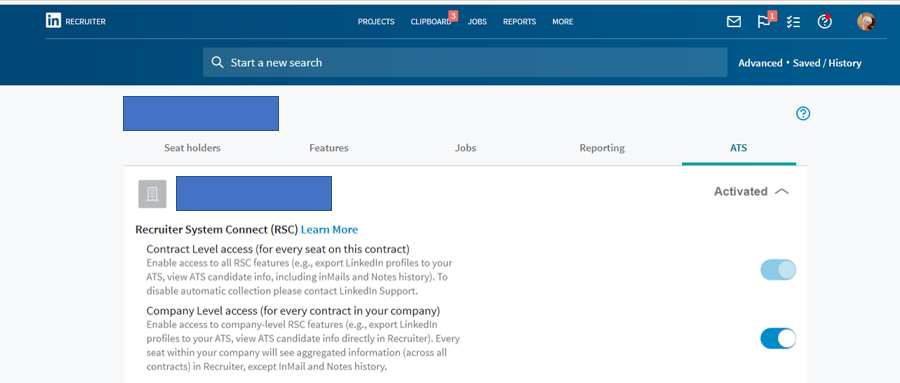 in RECRUITER
PROJECTS CLIPBOARD 3 JOBS REPORTS MORE 1
Start a new search
Advanced • Saved / History
Seat holders Features Jobs Reporting ATS
Activated
Recruiter System Connect (RSC) Learn More
Contract Level access (for every seat on this contract)
Enable access to all RSC features (e.g., export LinkedIn profiles to your
ATS, view ATS candidate info, including inMails and Notes history). To
disable automatic collection please contact LinkedIn Support.
Company Level access (for every contract in your company)
Enable access to company-level RSC features (e.g., export LinkedIn
profiles to your ATS, view ATS candidate info directly in Recruiter). Every
seat within your company will see aggregated information (across all
contracts) in Recruiter, except InMail and Notes history.